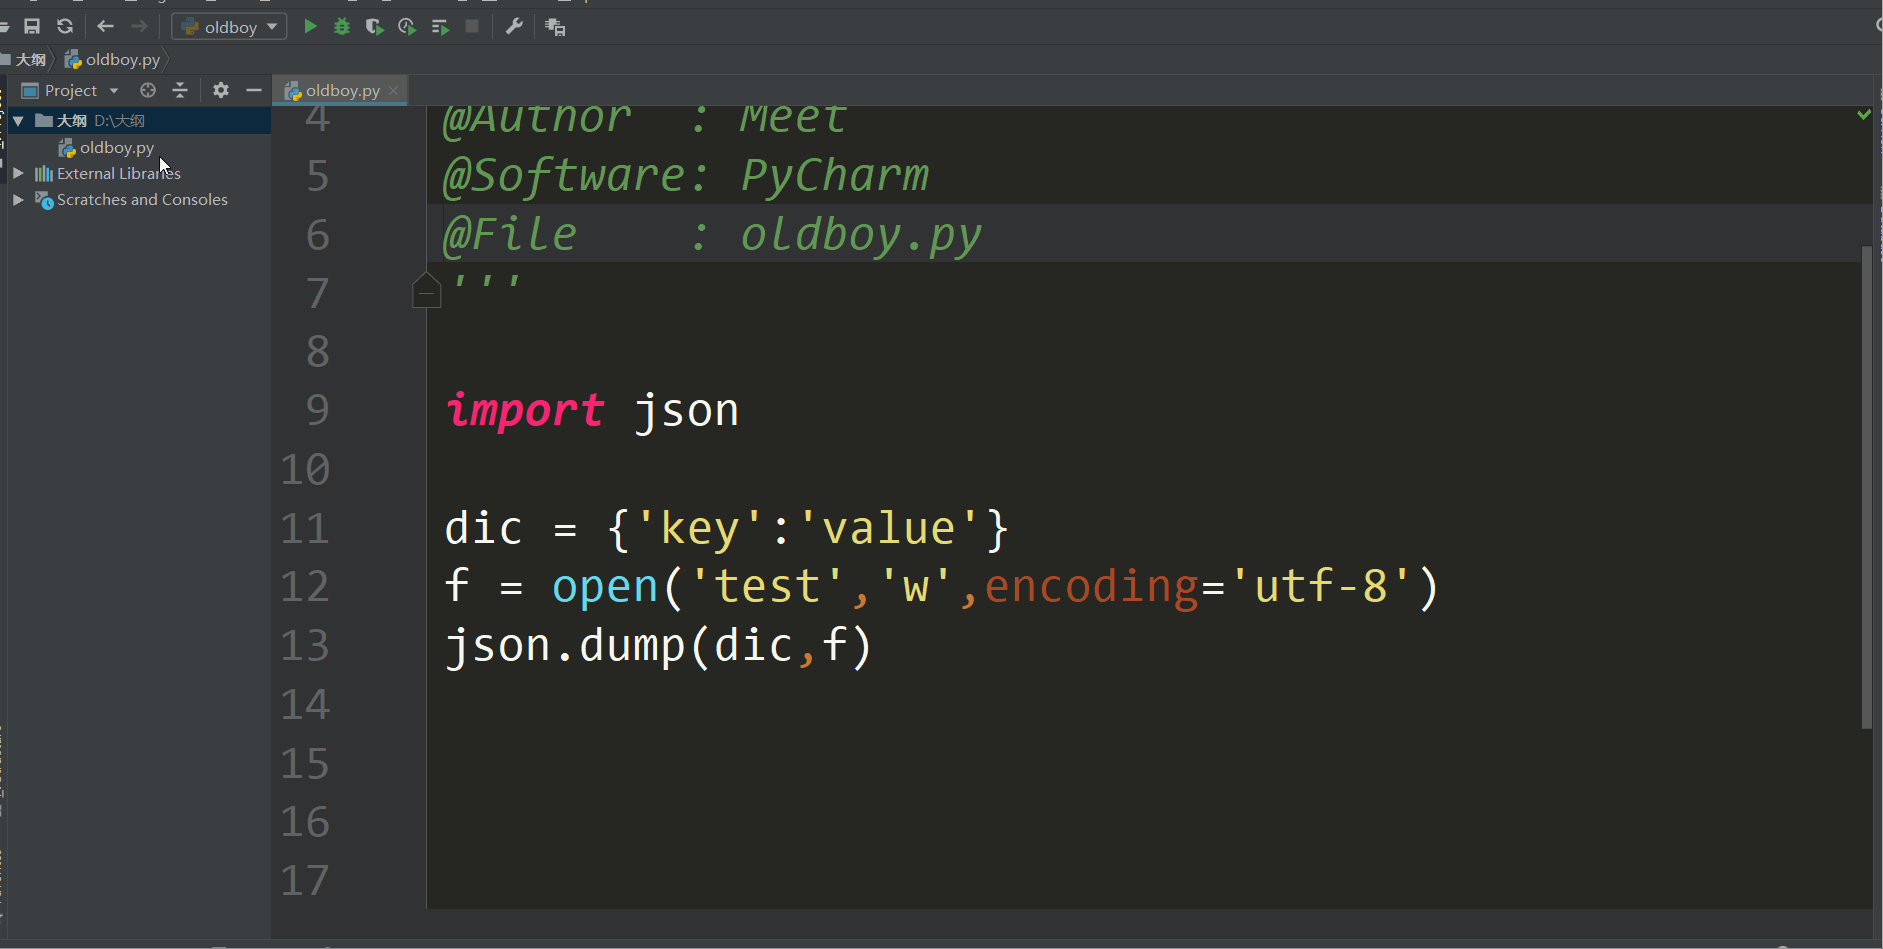 oldboy
大纲 oldboy.py
Project
oldboy.py
大纲 D:\大纲
oldboy.py
External Libraries
Scratches and Consoles
4 @Author : Meet
5 @Software: PyCharm
6 @File : oldboy.py
7 '''
8
9 import json
10
11 dic = {'key':'value'}
12 f = open('test','w',encoding='utf-8')
13 json.dump(dic,f)
14
15
16
17